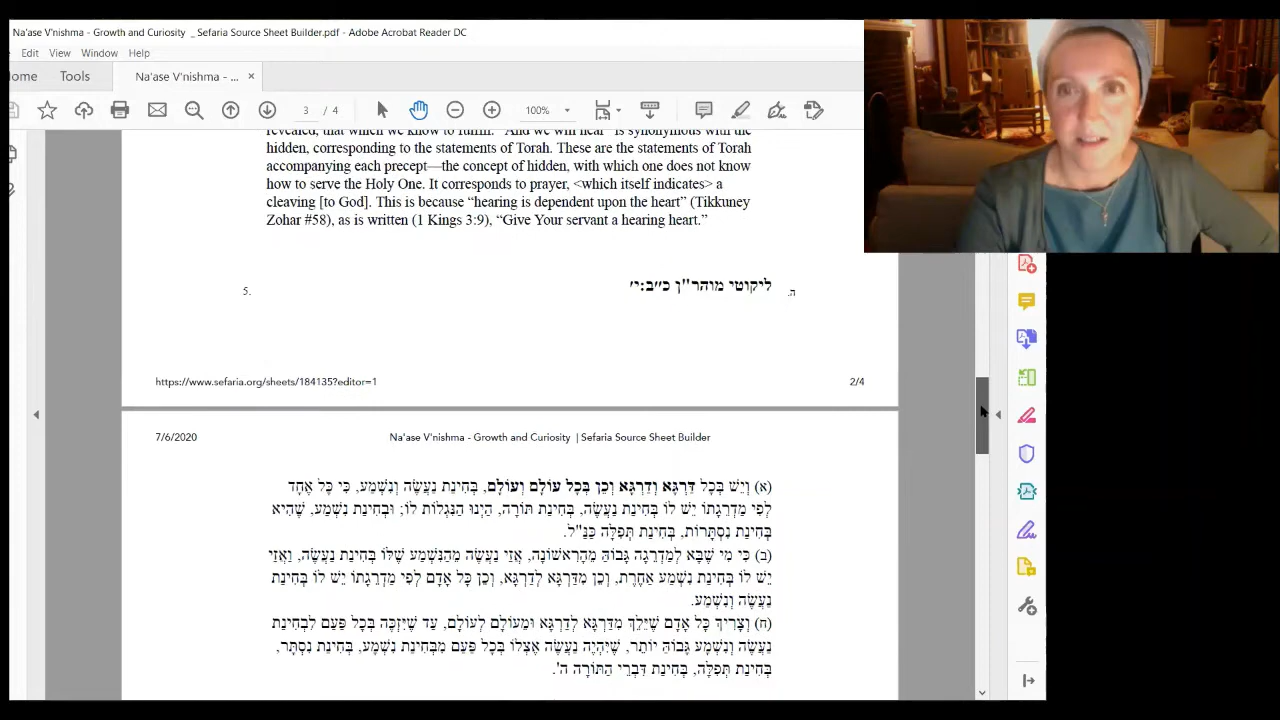 Na'ase V'nishma - Growth and Curiosity _ Sefaria Source Sheet Builder.pdf - Adobe Acrobat Reader DC
Edit View Window Help
ome Tools Na'ase V'nishma - ... ×
3 / 4 100%
revealed, that which we know to fulfill. "And we will hear" is synonymous with the
hidden, corresponding to the statements of Torah. These are the statements of Torah
accompanying each precept—the concept of hidden, with which one does not know
how to serve the Holy One. It corresponds to prayer, <which itself indicates> a
cleaving [to God]. This is because “hearing is dependent upon the heart” (Tikkuney
Zohar #58), as is written (1 Kings 3:9), “Give Your servant a hearing heart.”
5. ליקוטי מוהר"ן כ״ב:י׳ ה.
https://www.sefaria.org/sheets/184135?editor=1 2/4
7/6/2020 Na'ase V'nishma - Growth and Curiosity | Sefaria Source Sheet Builder
(א) וְיֵשׁ בְּכָל דַּרְגָּא וְדַרְגָּא וְכֵן בְּכָל עוֹלָם וְעוֹלָם, בְּחִינַת נַעֲשֶׂה וְנִשְׁמַע, כִּי כָּל אֶחָד
לְפִי מַדְרֵגָתוֹ יֵשׁ לוֹ בְּחִינַת נַעֲשֶׂה, בְּחִינַת תּוֹרָה, הַיְנוּ הַנִּגְלוֹת לוֹ; וּבְחִינַת נִשְׁמַע, שֶׁהִיא
בְּחִינַת נִסְתָּרוֹת, בְּחִינַת תְּפִלָּה כַּנַּ"ל.
(ב) כִּי מִי שֶׁבָּא לְמַדְרֵגָה גָּבוֹהַּ מֵהָרִאשׁוֹנָה, אֲזַי נַעֲשֶׂה מֵהַנִּשְׁמַע שֶׁלּוֹ בְּחִינַת נַעֲשֶׂה, וַאֲזַי
יֵשׁ לוֹ בְּחִינַת נִשְׁמַע אַחֶרֶת, וְכֵן מִדַּרְגָּא לְדַרְגָּא, וְכֵן כָּל אָדָם לְפִי מַדְרֵגָתוֹ יֵשׁ לוֹ בְּחִינַת
נַעֲשֶׂה וְנִשְׁמַע.
(ח) וְצָרִיךְ כָּל אָדָם שֶׁיֵּלֵךְ מִדַּרְגָּא לְדַרְגָּא וּמֵעוֹלָם לְעוֹלָם, עַד שֶׁיִּזְכֶּה בְּכָל פַּעַם לִבְחִינַת
נַעֲשֶׂה וְנִשְׁמָע גָּבוֹהַּ יוֹתֵר, שֶׁיִּהְיֶה נַעֲשֶׂה אֶצְלוֹ בְּכָל פַּעַם מִבְּחִינַת נִשְׁמָע, בְּחִינַת נִסְתָּר,
בְּחִינַת תְּפִלָּה, בְּחִינַת דִּבְרֵי הַתּוֹרָה ה'.